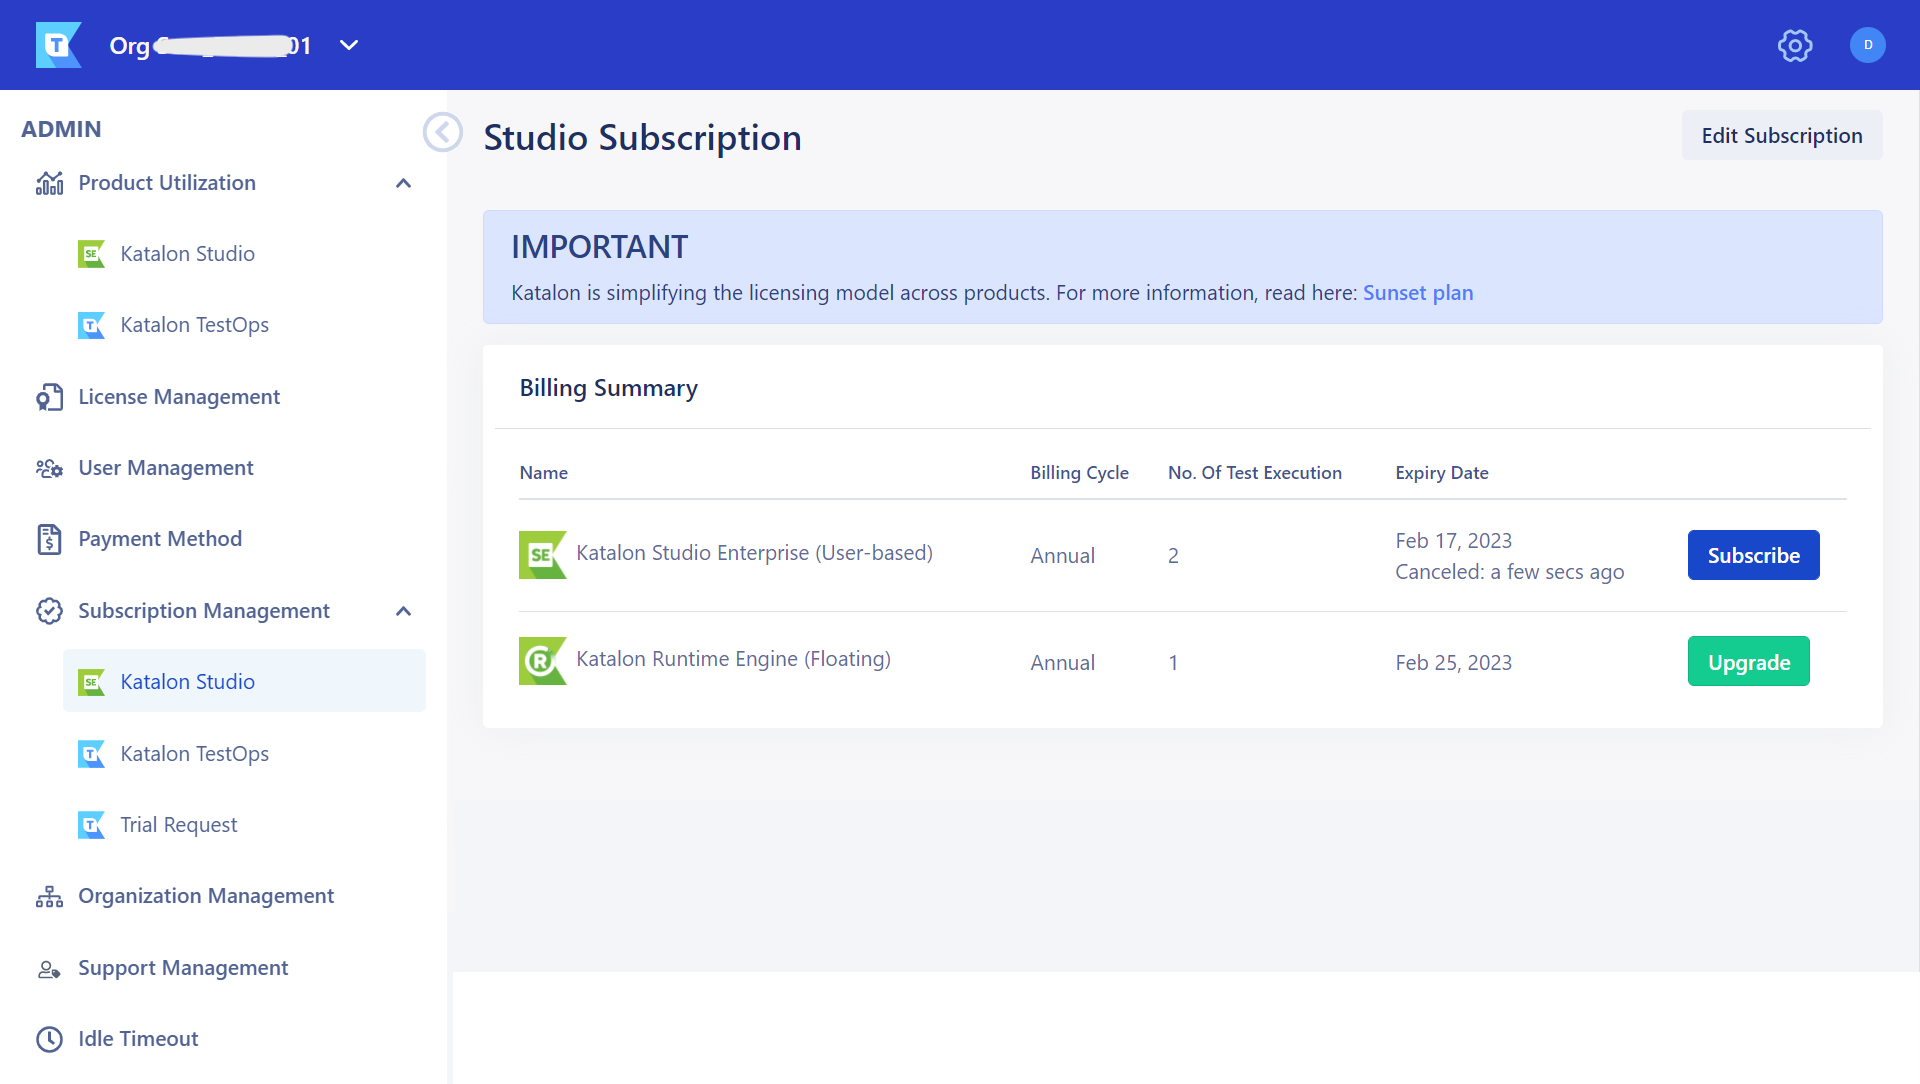 Org 01
D
ADMIN
Product Utilization
Katalon Studio
Katalon TestOps
License Management
User Management
Payment Method
Subscription Management
Katalon Studio
Katalon TestOps
Trial Request
Organization Management
Support Management
Idle Timeout
Studio Subscription
Edit Subscription
IMPORTANT
Katalon is simplifying the licensing model across products. For more information, read here: Sunset plan
Billing Summary
Name Billing Cycle No. Of Test Execution Expiry Date
SE Katalon Studio Enterprise (User-based) Annual 2 Feb 17, 2023
Canceled: a few secs ago
Subscribe
R Katalon Runtime Engine (Floating) Annual 1 Feb 25, 2023 Upgrade